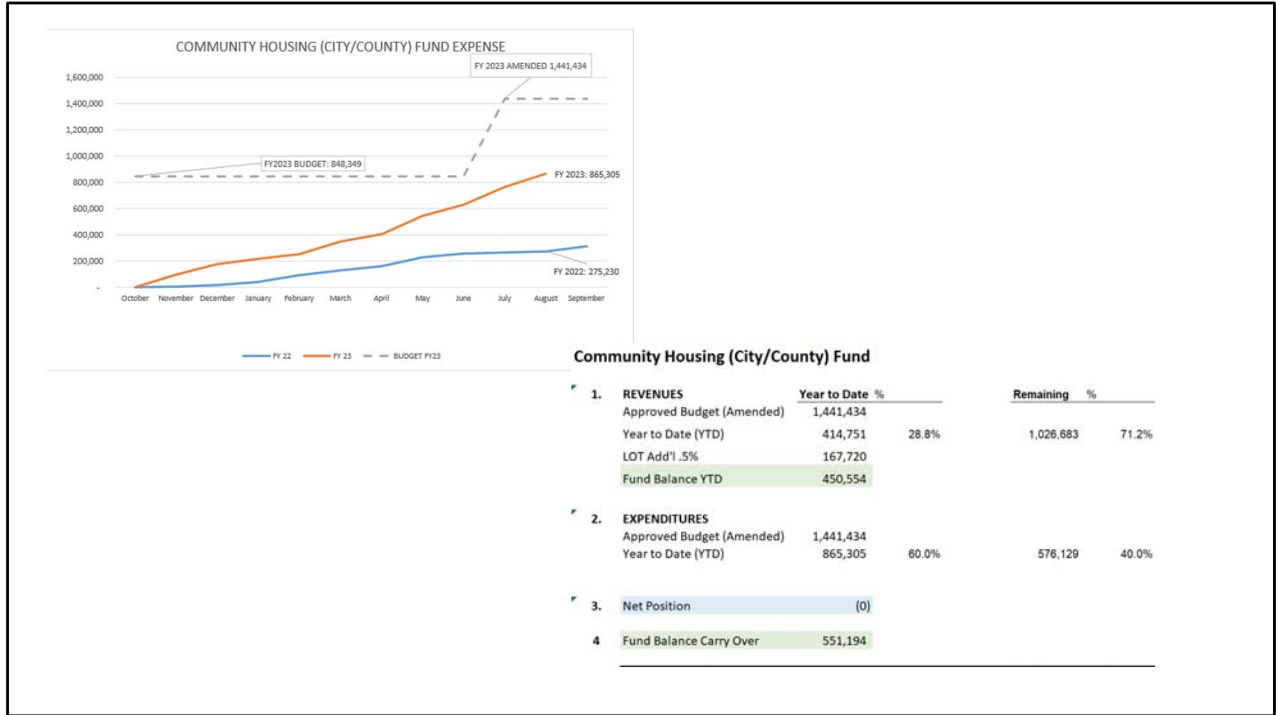 COMMUNITY HOUSING (CITY/COUNTY) FUND EXPENSE
FY 2023 AMENDED 1,441,434
1,600,000
1,400,000
1,200,000
1,000,000
FY2023 BUDGET: 848,349
800,000
FY 2023: 865,305
600,000
400,000
200,000
FY 2022: 275,230
-
October November December January February March April May June July August September
FY 22 FY 23 BUDGET FY23
Community Housing (City/County) Fund
1. REVENUES Year to Date % Remaining %
Approved Budget (Amended) 1,441,434
Year to Date (YTD) 414,751 28.8% 1,026,683 71.2%
LOT Add'l .5% 167,720
Fund Balance YTD 450,554
2. EXPENDITURES
Approved Budget (Amended) 1,441,434
Year to Date (YTD) 865,305 60.0% 576,129 40.0%
3. Net Position (0)
4 Fund Balance Carry Over 551,194